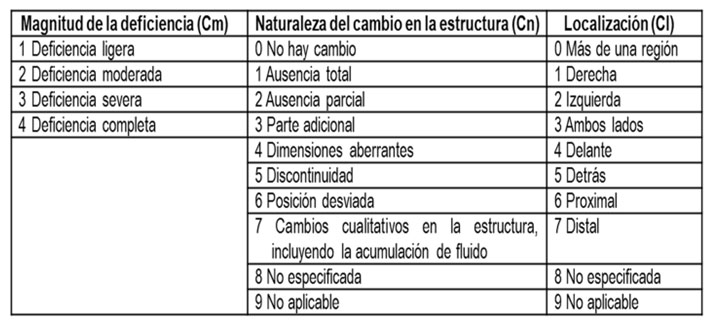 Magnitud de la deficiencia (Cm) Naturaleza del cambio en la estructura (Cn) Localización (Cl)
1 Deficiencia ligera 0 No hay cambio 0 Más de una región
2 Deficiencia moderada 1 Ausencia total 1 Derecha
3 Deficiencia severa 2 Ausencia parcial 2 Izquierda
4 Deficiencia completa 3 Parte adicional 3 Ambos lados
4 Dimensiones aberrantes 4 Delante
5 Discontinuidad 5 Detrás
6 Posición desviada 6 Proximal
7 Cambios cualitativos en la estructura, 7 Distal
incluyendo la acumulación de fluido
8 No especificada 8 No especificada
9 No aplicable 9 No aplicable